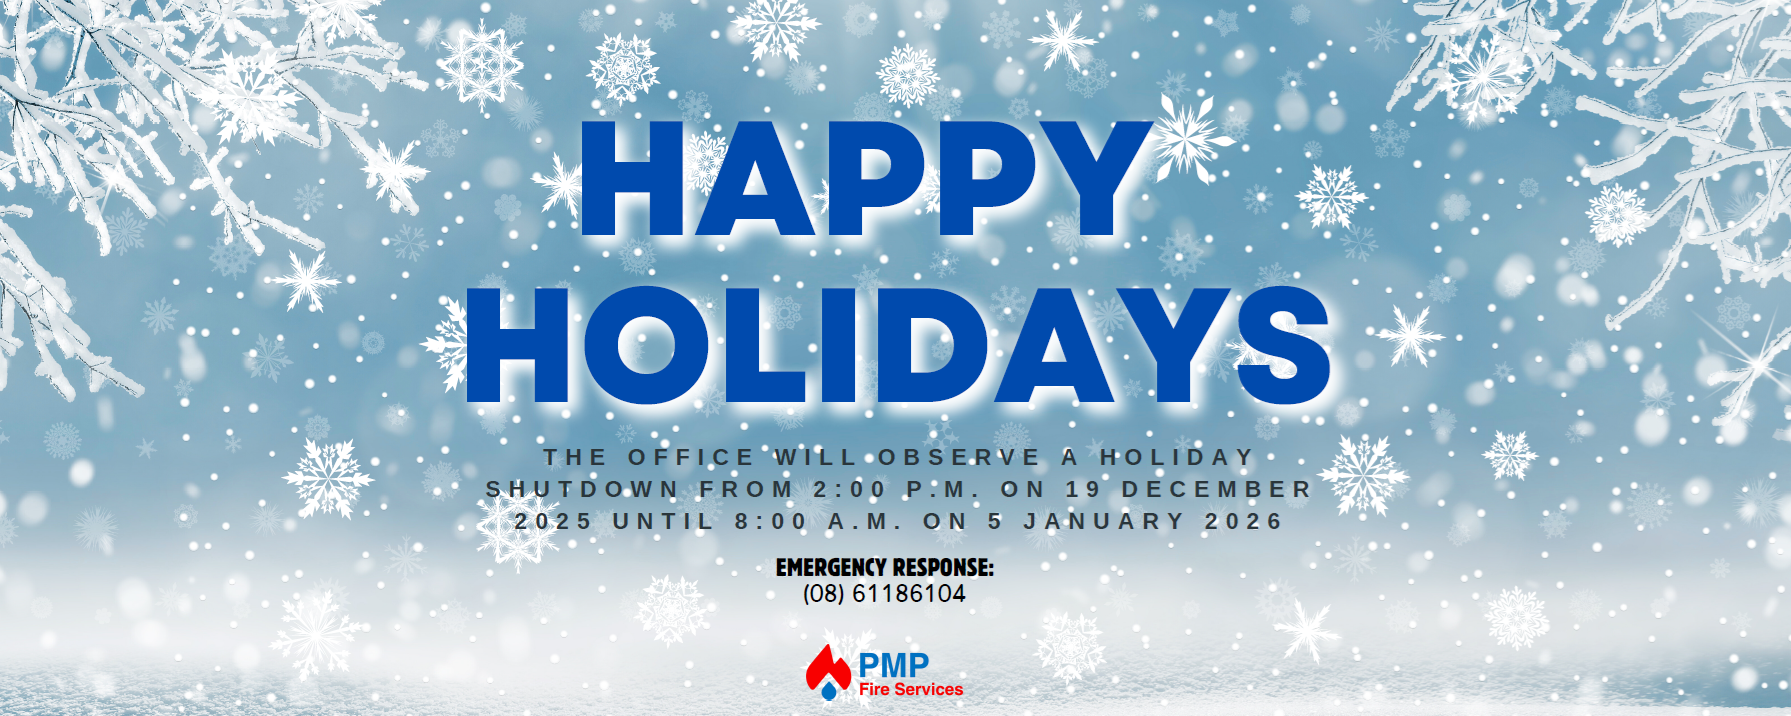 HAPPY
HOLIDAYS
THE OFFICE WILL OBSERVE A HOLIDAY
SHUTDOWN FROM 2:00 P.M. ON 19 DECEMBER
2025 UNTIL 8:00 A.M. ON 5 JANUARY 2026
EMERGENCY RESPONSE:
(08) 61186104
PMP
Fire Services